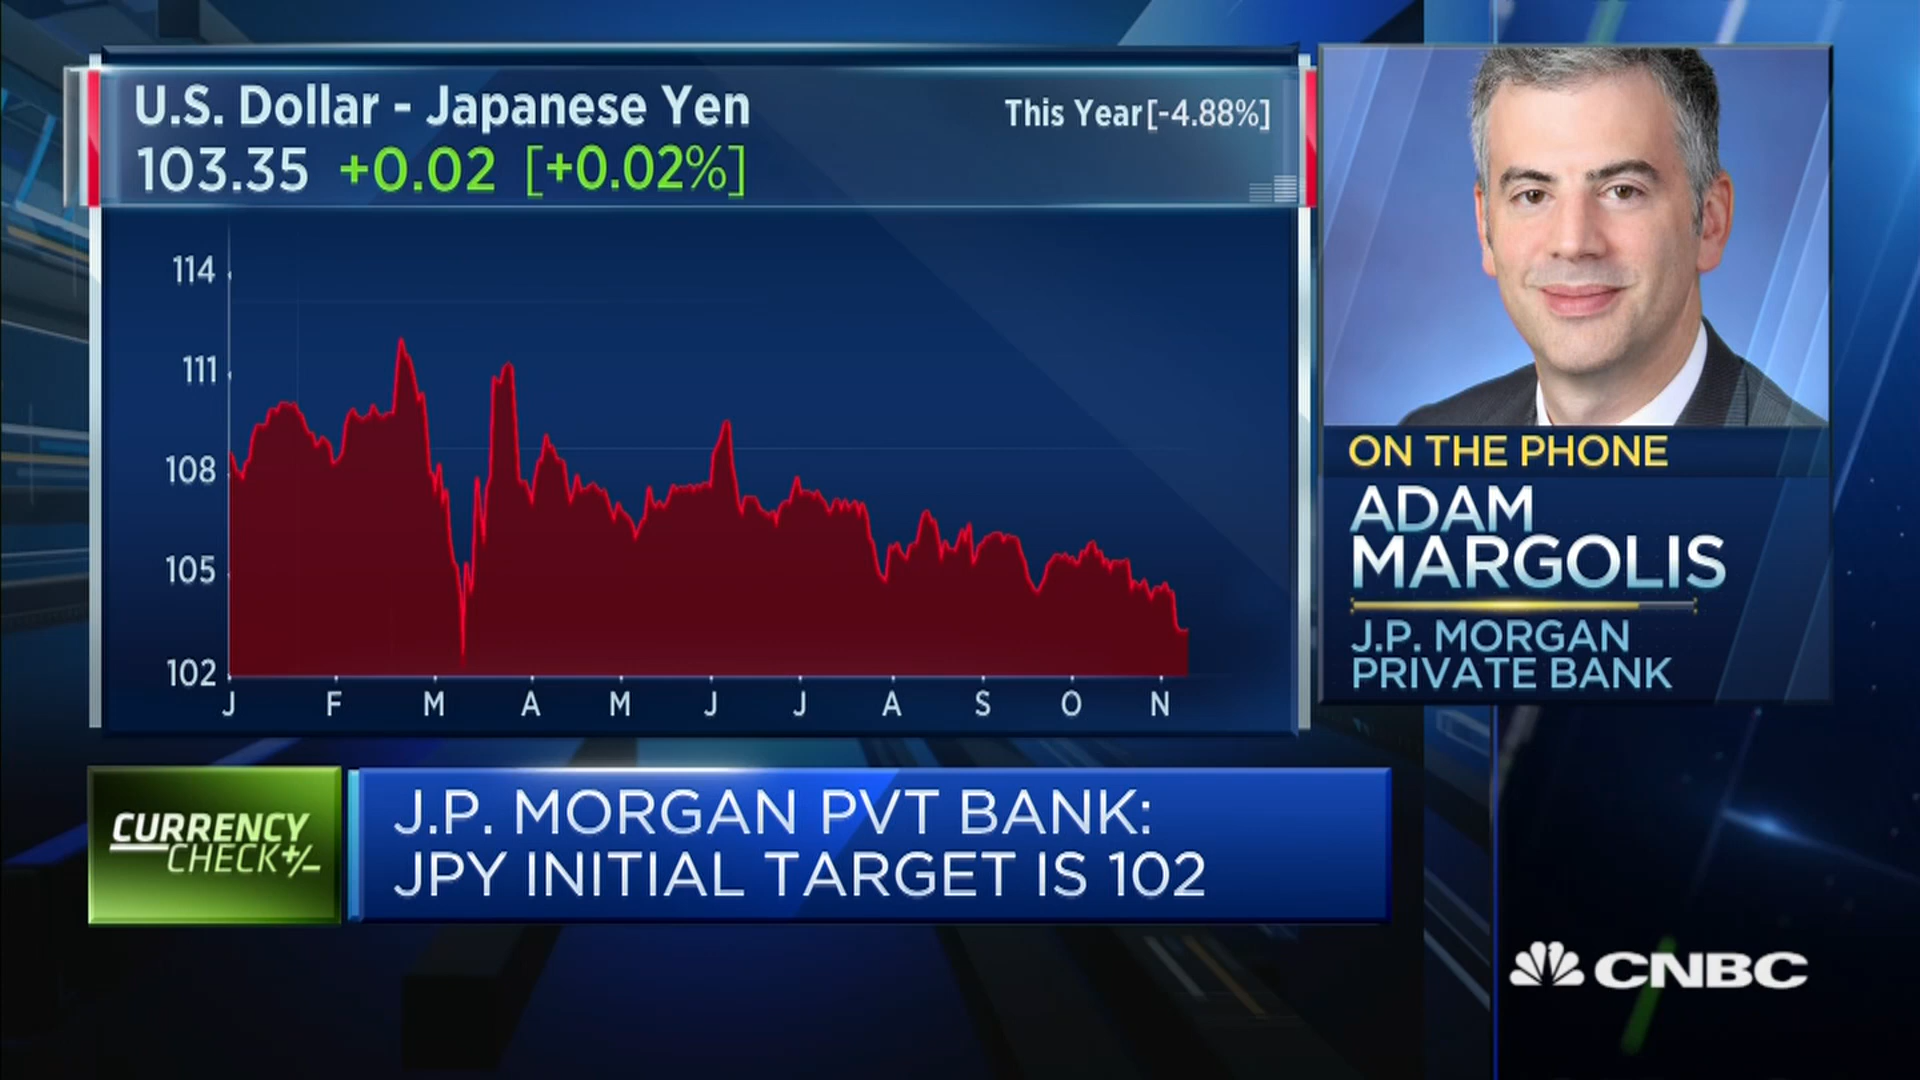 U.S. Dollar - Japanese Yen
This Year[-4.88%]
103.35 +0.02 [+0.02%]
114
111
108
105
102
J F M A M J J A S O N
ON THE PHONE
ADAM
MARGOLIS
J.P. MORGAN
PRIVATE BANK
CURRENCY
CHECK+/-
J.P. MORGAN PVT BANK:
JPY INITIAL TARGET IS 102
CNBC